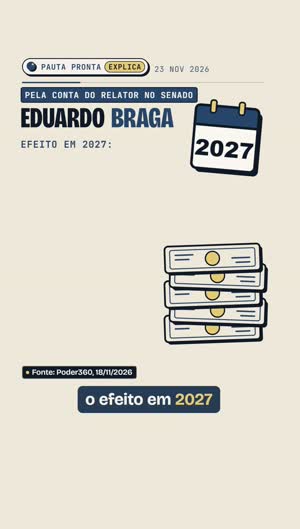 PAUTA PRONTA EXPLICA 23 NOV 2026
PELA CONTA DO RELATOR NO SENADO
EDUARDO BRAGA
EFEITO EM 2027:
2027
• Fonte: Poder360, 18/11/2026
o efeito em 2027